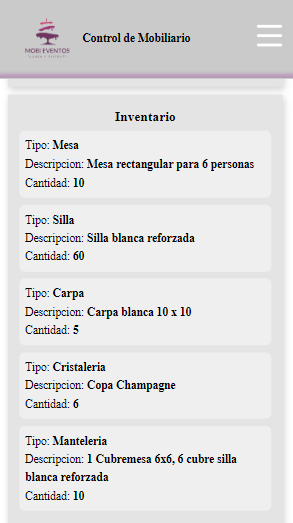 MOBI EVENTOS
Control de Mobiliario
Inventario
Tipo: Mesa
Descripcion: Mesa rectangular para 6 personas
Cantidad: 10
Tipo: Silla
Descripcion: Silla blanca reforzada
Cantidad: 60
Tipo: Carpa
Descripcion: Carpa blanca 10 x 10
Cantidad: 5
Tipo: Cristaleria
Descripcion: Copa Champagne
Cantidad: 6
Tipo: Manteleria
Descripcion: 1 Cubremesa 6x6, 6 cubre silla
blanca reforzada
Cantidad: 10